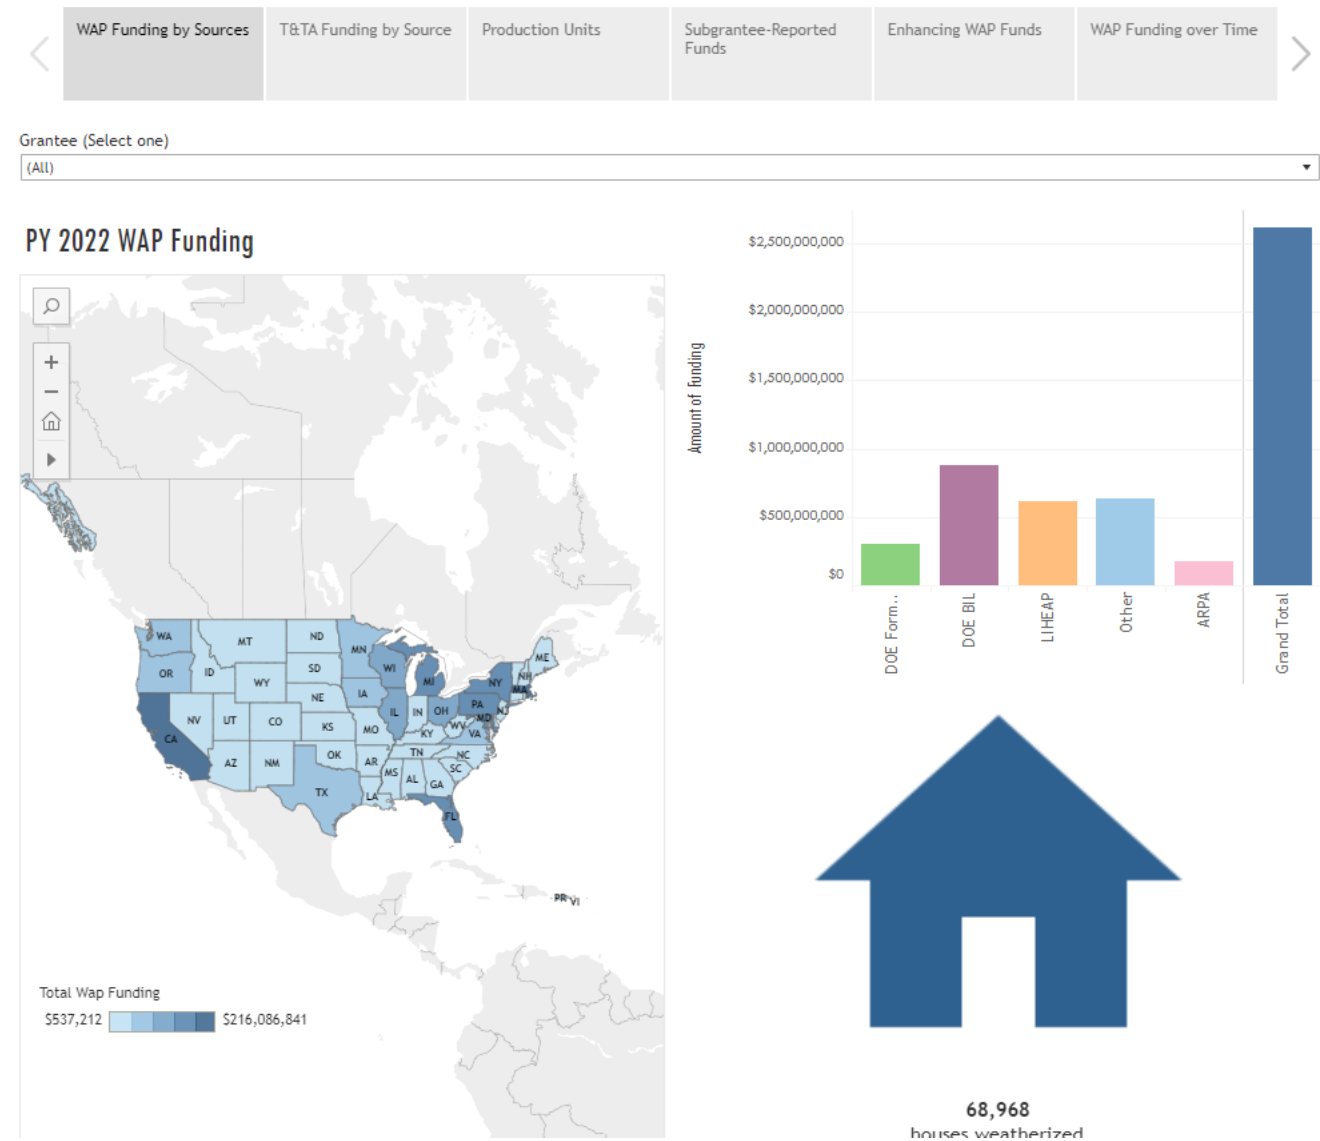 WAP Funding by Sources
T&TA Funding by Source
Production Units
Subgrantee-Reported
Funds
Enhancing WAP Funds
WAP Funding over Time
Grantee (Select one)
(All)
PY 2022 WAP Funding
WA
MT
ND
MN
ME
OR
ID
SD
WI
NH
WY
MI
NY
MA
NE
IA
PA
NV
UT
CO
IL
IN
OH
NJ
MD
CA
KS
MO
KY
WV
VA
AZ
NM
OK
AR
TN
NC
SC
MS
AL
GA
TX
LA
FL
PR
VI
Total Wap Funding
$537,212
$216,086,841
Amount of Funding
$2,500,000,000
$2,000,000,000
$1,500,000,000
$1,000,000,000
$500,000,000
$0
DOE Form..
DOE BIL
LIHEAP
Other
ARPA
Grand Total
68,968
houses weatherized